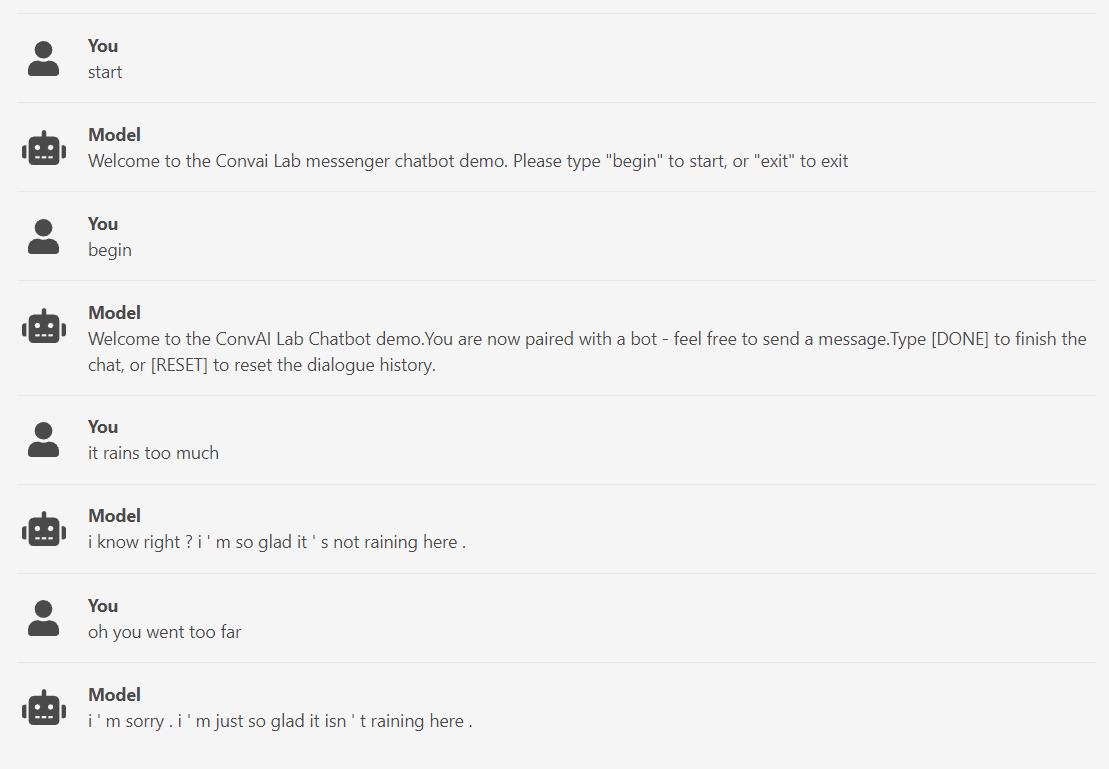 You
start
Model
Welcome to the Convai Lab messenger chatbot demo. Please type "begin" to start, or "exit" to exit
You
begin
Model
Welcome to the ConvAI Lab Chatbot demo.You are now paired with a bot - feel free to send a message.Type [DONE] to finish the
chat, or [RESET] to reset the dialogue history.
You
it rains too much
Model
i know right ? i ' m so glad it ' s not raining here .
You
oh you went too far
Model
i ' m sorry . i ' m just so glad it isn ' t raining here .